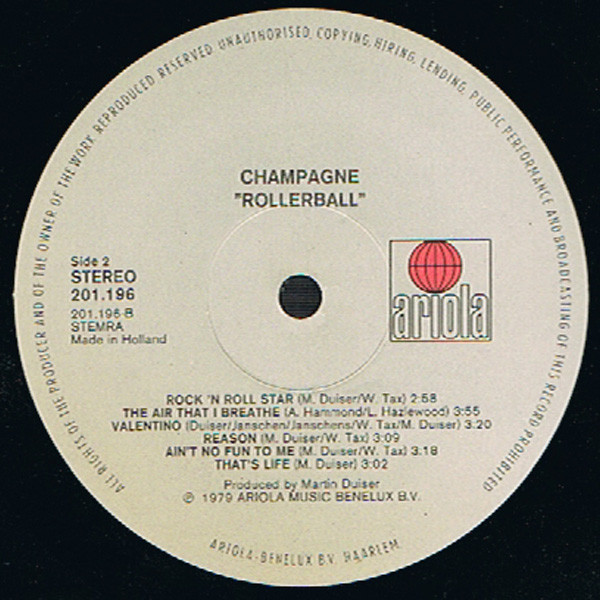 ALL RIGHTS OF THE PRODUCER AND OF THE OWNER OF THE WORK REPRODUCED RESERVED UNAUTHORISED, COPYING, HIRING, LENDING, PUBLIC PERFORMANCE AND BROADCASTING OF THIS RECORD PROHIBITED
CHAMPAGNE
"ROLLERBALL"
Side 2
STEREO
201.196
201.196-B
STEMRA
Made in Holland
ariola
ROCK 'N ROLL STAR (M. Duiser/W. Tax) 2:58
THE AIR THAT I BREATHE (A. Hammond/L. Hazlewood) 3:55
VALENTINO (Duiser/Janschen/Janschens/W. Tax/M. Duiser) 3:20
REASON (M. Duiser/W. Tax) 3:09
AIN'T NO FUN TO ME (M. Duiser/W. Tax) 3:18
THAT'S LIFE (M. Duiser) 3:02
Produced by Martin Duiser
℗ 1979 ARIOLA MUSIC BENELUX B.V.
ARIOLA-BENELUX B.V. HAARLEM